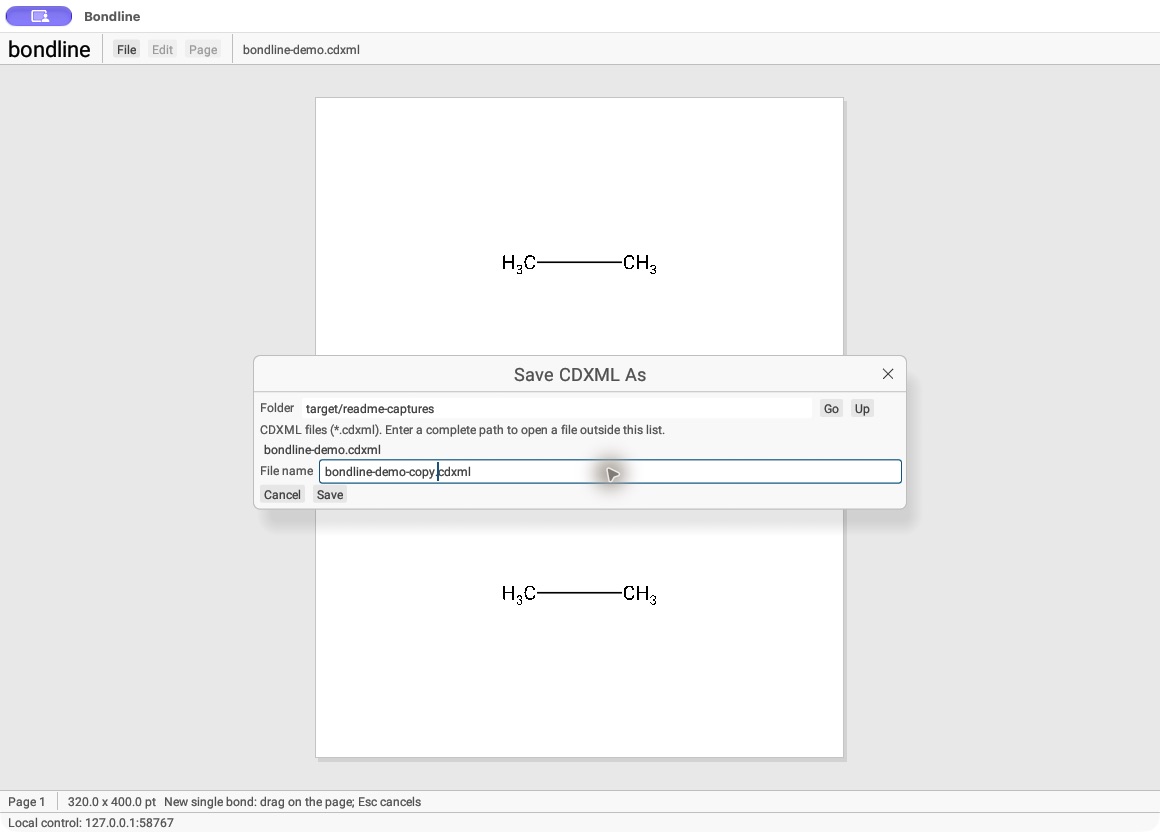 Bondline
bondline File Edit Page bondline-demo.cdxml
H3C CH3
Save CDXML As
Folder target/readme-captures Go Up
CDXML files (*.cdxml). Enter a complete path to open a file outside this list.
bondline-demo.cdxml
File name bondline-demo-copy.cdxml
Cancel Save
H3C CH3
Page 1 320.0 x 400.0 pt New single bond: drag on the page; Esc cancels
Local control: 127.0.0.1:58767